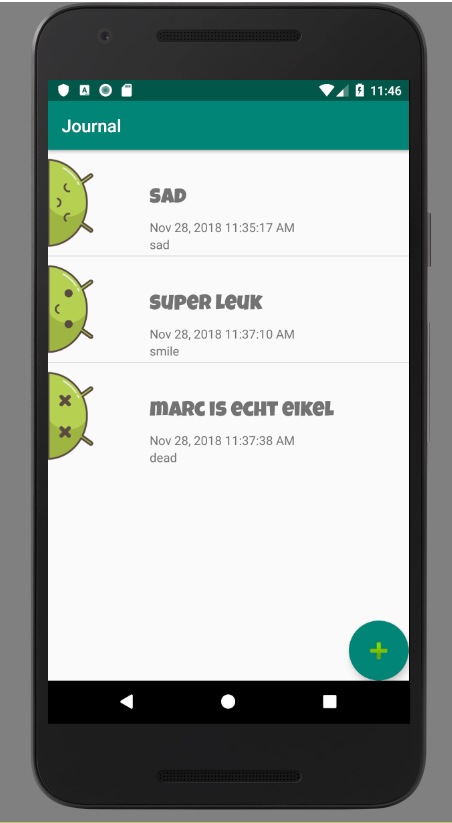 11:46
Journal
SAD
Nov 28, 2018 11:35:17 AM
sad
Super leuk
Nov 28, 2018 11:37:10 AM
smile
Marc is echt eikel
Nov 28, 2018 11:37:38 AM
dead